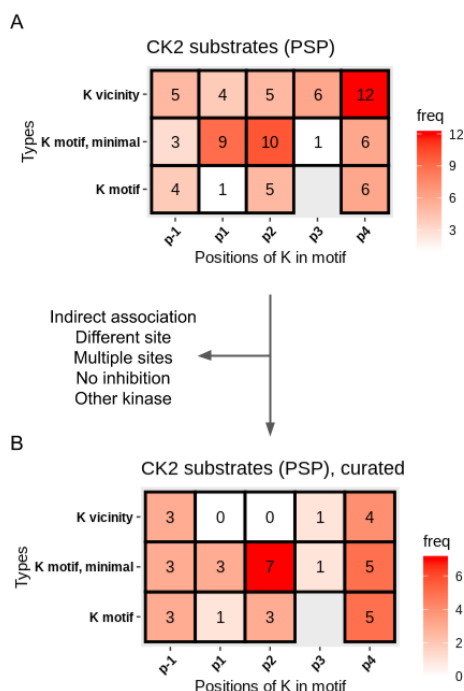 A
CK2 substrates (PSP)
K vicinity 5 4 5 6 12
K motif, minimal 3 9 10 1 6
K motif 4 1 5 6
Types
p-1 p1 p2 p3 p4
Positions of K in motif
freq
12
9
6
3
Indirect association
Different site
Multiple sites
No inhibition
Other kinase
B
CK2 substrates (PSP), curated
K vicinity 3 0 0 1 4
K motif, minimal 3 3 7 1 5
K motif 3 1 3 5
Types
p-1 p1 p2 p3 p4
Positions of K in motif
freq
6
4
2
0